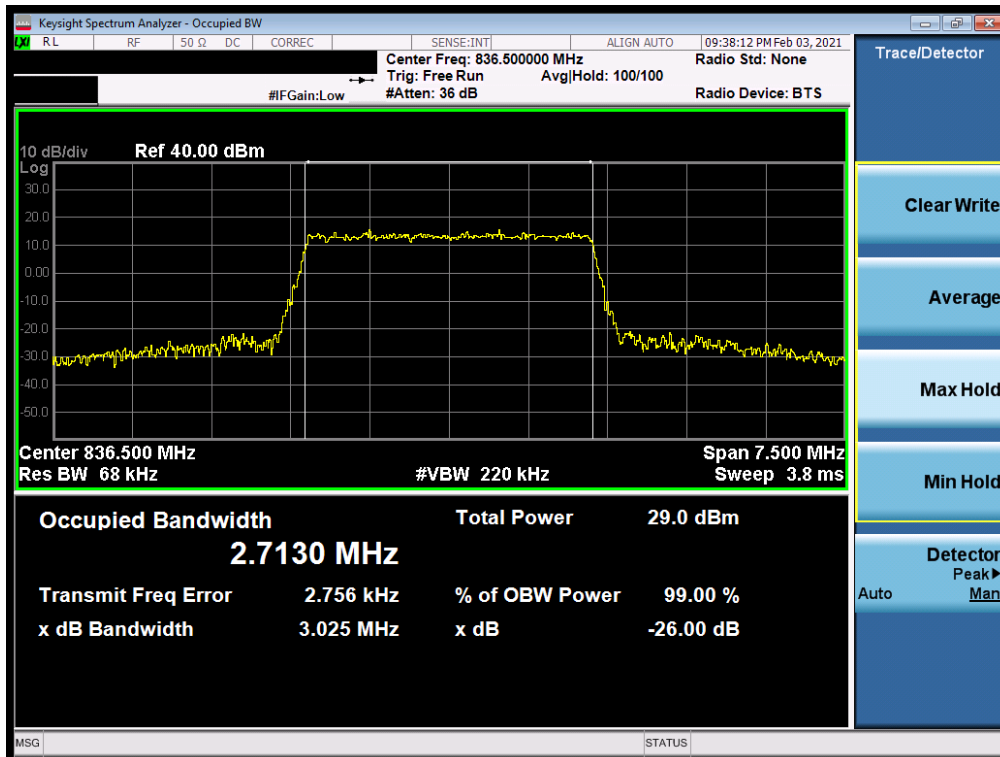 Keysight Spectrum Analyzer - Occupied BW
LXI RL RF 50 Ω DC CORREC SENSE:INT ALIGN AUTO 09:38:12 PM Feb 03, 2021
Center Freq: 836.500000 MHz Radio Std: None
Trig: Free Run Avg|Hold: 100/100
#IFGain:Low #Atten: 36 dB Radio Device: BTS
10 dB/div Ref 40.00 dBm
Log
30.0
20.0
10.0
0.00
-10.0
-20.0
-30.0
-40.0
-50.0
Center 836.500 MHz Span 7.500 MHz
Res BW 68 kHz #VBW 220 kHz Sweep 3.8 ms
Occupied Bandwidth Total Power 29.0 dBm
2.7130 MHz
Transmit Freq Error 2.756 kHz % of OBW Power 99.00 %
x dB Bandwidth 3.025 MHz x dB -26.00 dB
MSG STATUS
Trace/Detector
Clear Write
Average
Max Hold
Min Hold
Detector
Peak▶
Auto Man